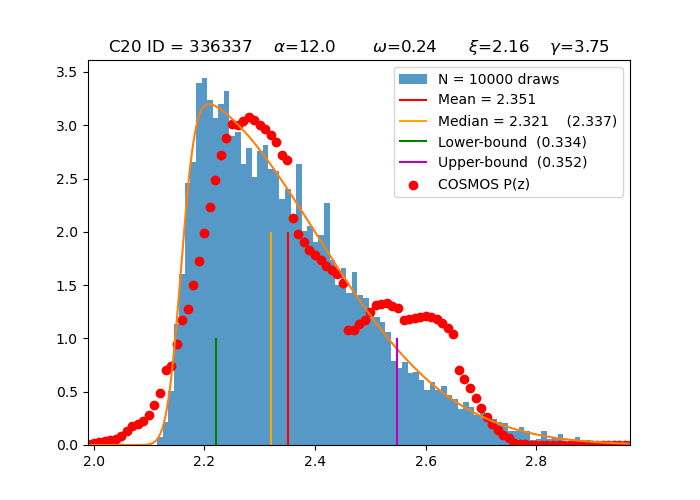 C20 ID = 336337 α=12.0 ω=0.24 ξ=2.16 γ=3.75
3.5
3.0
2.5
2.0
1.5
1.0
0.5
0.0
N = 10000 draws
Mean = 2.351
Median = 2.321 (2.337)
Lower-bound (0.334)
Upper-bound (0.352)
COSMOS P(z)
2.0 2.2 2.4 2.6 2.8